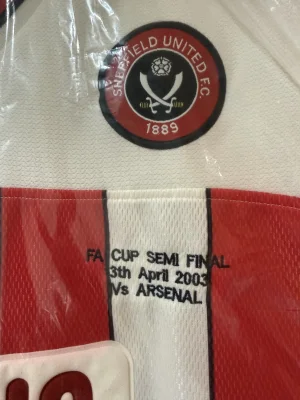 SHEFFIELD UNITED F.C.
1889
FA CUP SEMI FINAL
3th April 2003
Vs ARSENAL